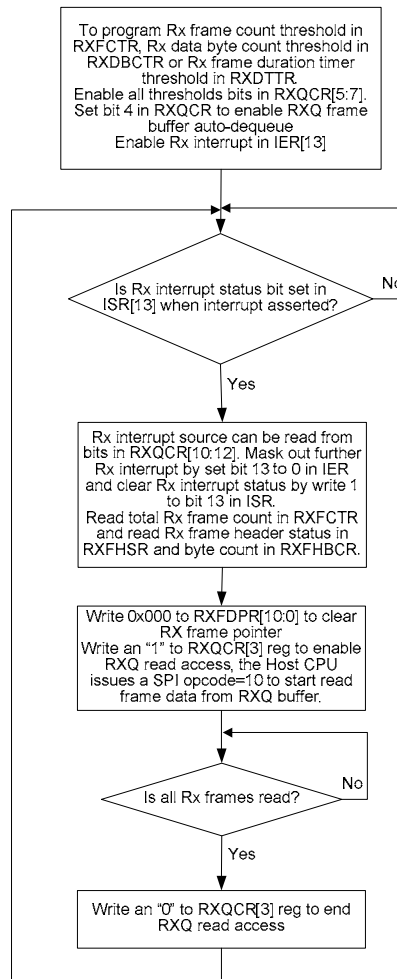 To program Rx frame count threshold in
RXFCTR, Rx data byte count threshold in
RXDBCTR or Rx frame duration timer
threshold in RXDTTR.
Enable all thresholds bits in RXQCR[5:7].
Set bit 4 in RXQCR to enable RXQ frame
buffer auto-dequeue
Enable Rx interrupt in IER[13]
Is Rx interrupt status bit set in
ISR[13] when interrupt asserted?
No
Yes
Rx interrupt source can be read from
bits in RXQCR[10:12]. Mask out further
Rx interrupt by set bit 13 to 0 in IER
and clear Rx interrupt status by write 1
to bit 13 in ISR.
Read total Rx frame count in RXFCTR
and read Rx frame header status in
RXFHSR and byte count in RXFHBCR.
Write 0x000 to RXFDPR[10:0] to clear
RX frame pointer
Write an “1” to RXQCR[3] reg to enable
RXQ read access, the Host CPU
issues a SPI opcode=10 to start read
frame data from RXQ buffer.
Is all Rx frames read?
No
Yes
Write an “0” to RXQCR[3] reg to end
RXQ read access